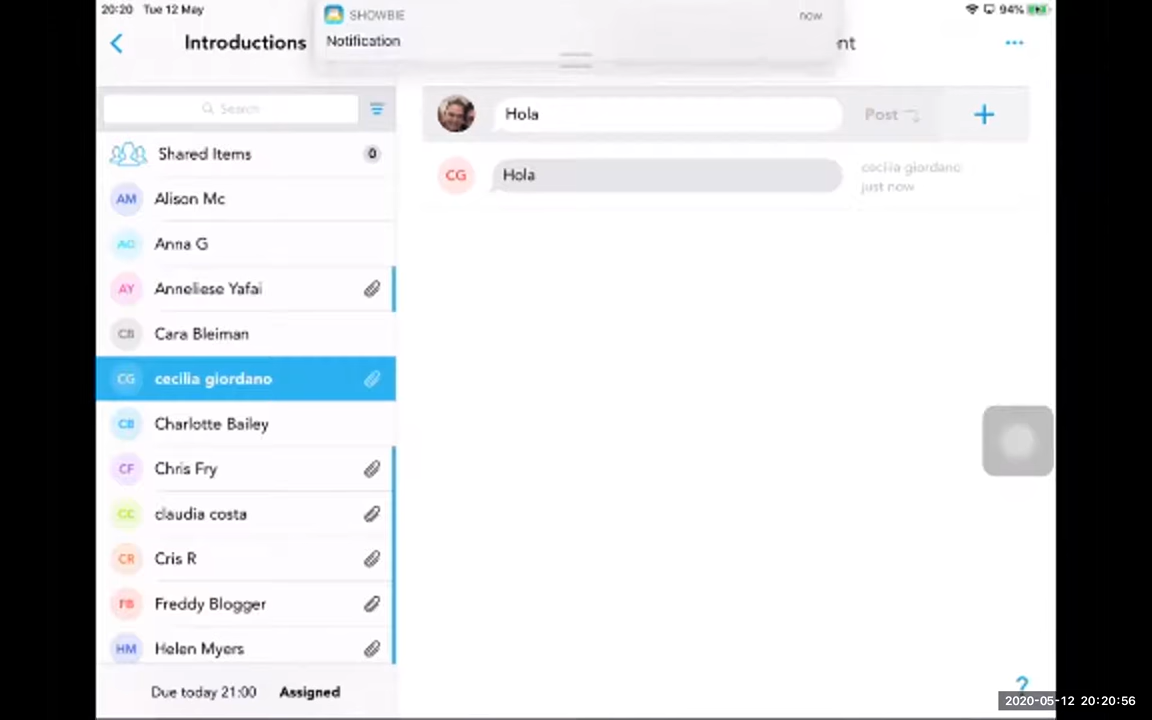 20:20 Tue 12 May
94%
SHOWBIE
now
Notification
Introductions
nt
Search
Hola
Post
Shared Items
0
CG
Hola
cecilia giordano
just now
AM
Alison Mc
AG
Anna G
AY
Anneliese Yafai
CB
Cara Bleiman
CG
cecilia giordano
CB
Charlotte Bailey
CF
Chris Fry
CC
claudia costa
CR
Cris R
FB
Freddy Blogger
HM
Helen Myers
Due today 21:00 Assigned
?
2020-05-12 20:20:56